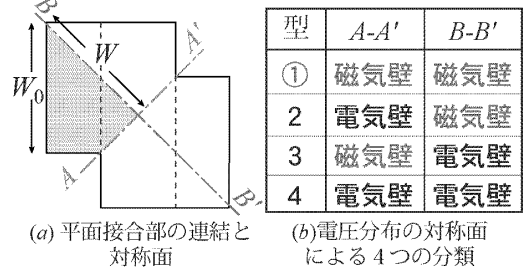 B
W
A'
W0
A
B'
(a) 平面接合部の連結と
対称面
型 A-A' B-B'
① 磁気壁 磁気壁
2 電気壁 磁気壁
3 磁気壁 電気壁
4 電気壁 電気壁
(b)電圧分布の対称面
による4つの分類